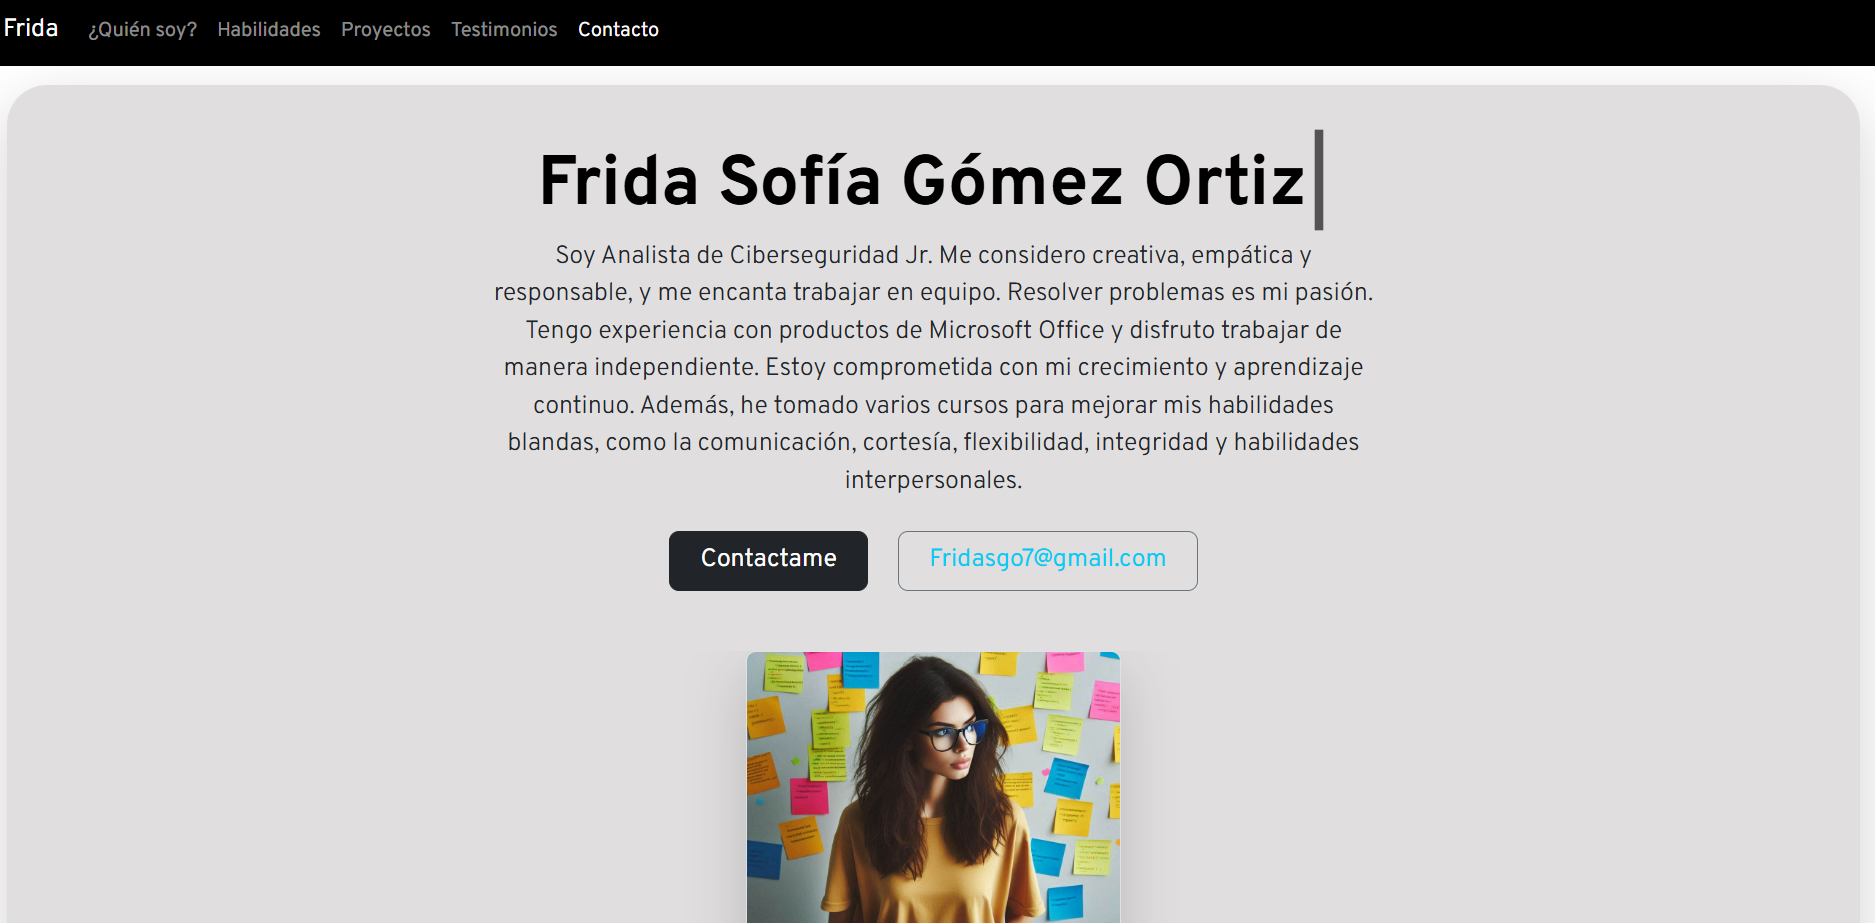 Frida ¿Quién soy? Habilidades Proyectos Testimonios Contacto
Frida Sofía Gómez Ortiz
Soy Analista de Ciberseguridad Jr. Me considero creativa, empática y
responsable, y me encanta trabajar en equipo. Resolver problemas es mi pasión.
Tengo experiencia con productos de Microsoft Office y disfruto trabajar de
manera independiente. Estoy comprometida con mi crecimiento y aprendizaje
continuo. Además, he tomado varios cursos para mejorar mis habilidades
blandas, como la comunicación, cortesía, flexibilidad, integridad y habilidades
interpersonales.
Contactame Fridasgo7@gmail.com